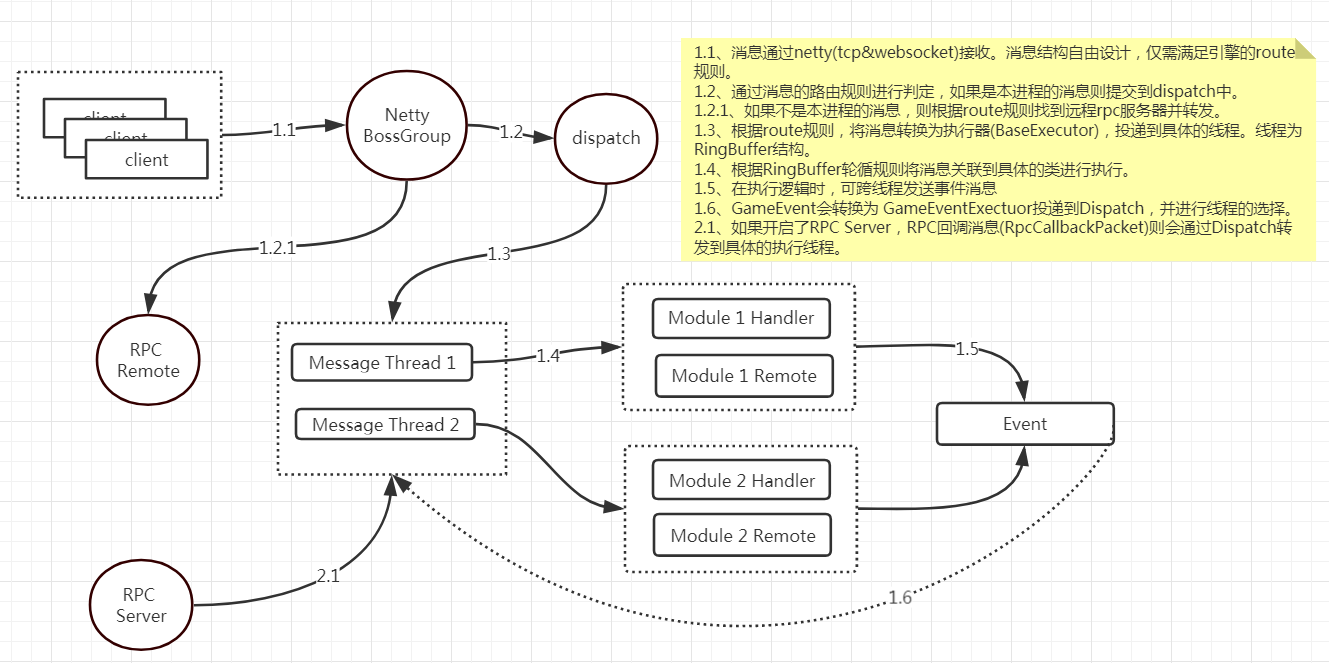 1.1、消息通过netty(tcp&websocket)接收。消息结构自由设计，仅需满足引擎的route
规则。
1.2、通过消息的路由规则进行判定，如果是本进程的消息则提交到dispatch中。
1.2.1、如果不是本进程的消息，则根据route规则找到远程rpc服务器并转发。
1.3、根据route规则，将消息转换为执行器(BaseExecutor)，投递到具体的线程。线程为
RingBuffer结构。
1.4、根据RingBuffer轮循规则将消息关联到具体的类进行执行。
1.5、在执行逻辑时，可跨线程发送事件消息
1.6、GameEvent会转换为 GameEventExectuor投递到Dispatch，并进行线程的选择。
2.1、如果开启了RPC Server，RPC回调消息(RpcCallbackPacket)则会通过Dispatch转
发到具体的执行线程。
client
client
client
1.1
Netty
BossGroup
1.2
dispatch
1.2.1
1.3
RPC
Remote
Message Thread 1
Message Thread 2
1.4
Module 1 Handler
Module 1 Remote
1.5
Event
Module 2 Handler
Module 2 Remote
1.6
2.1
RPC
Server